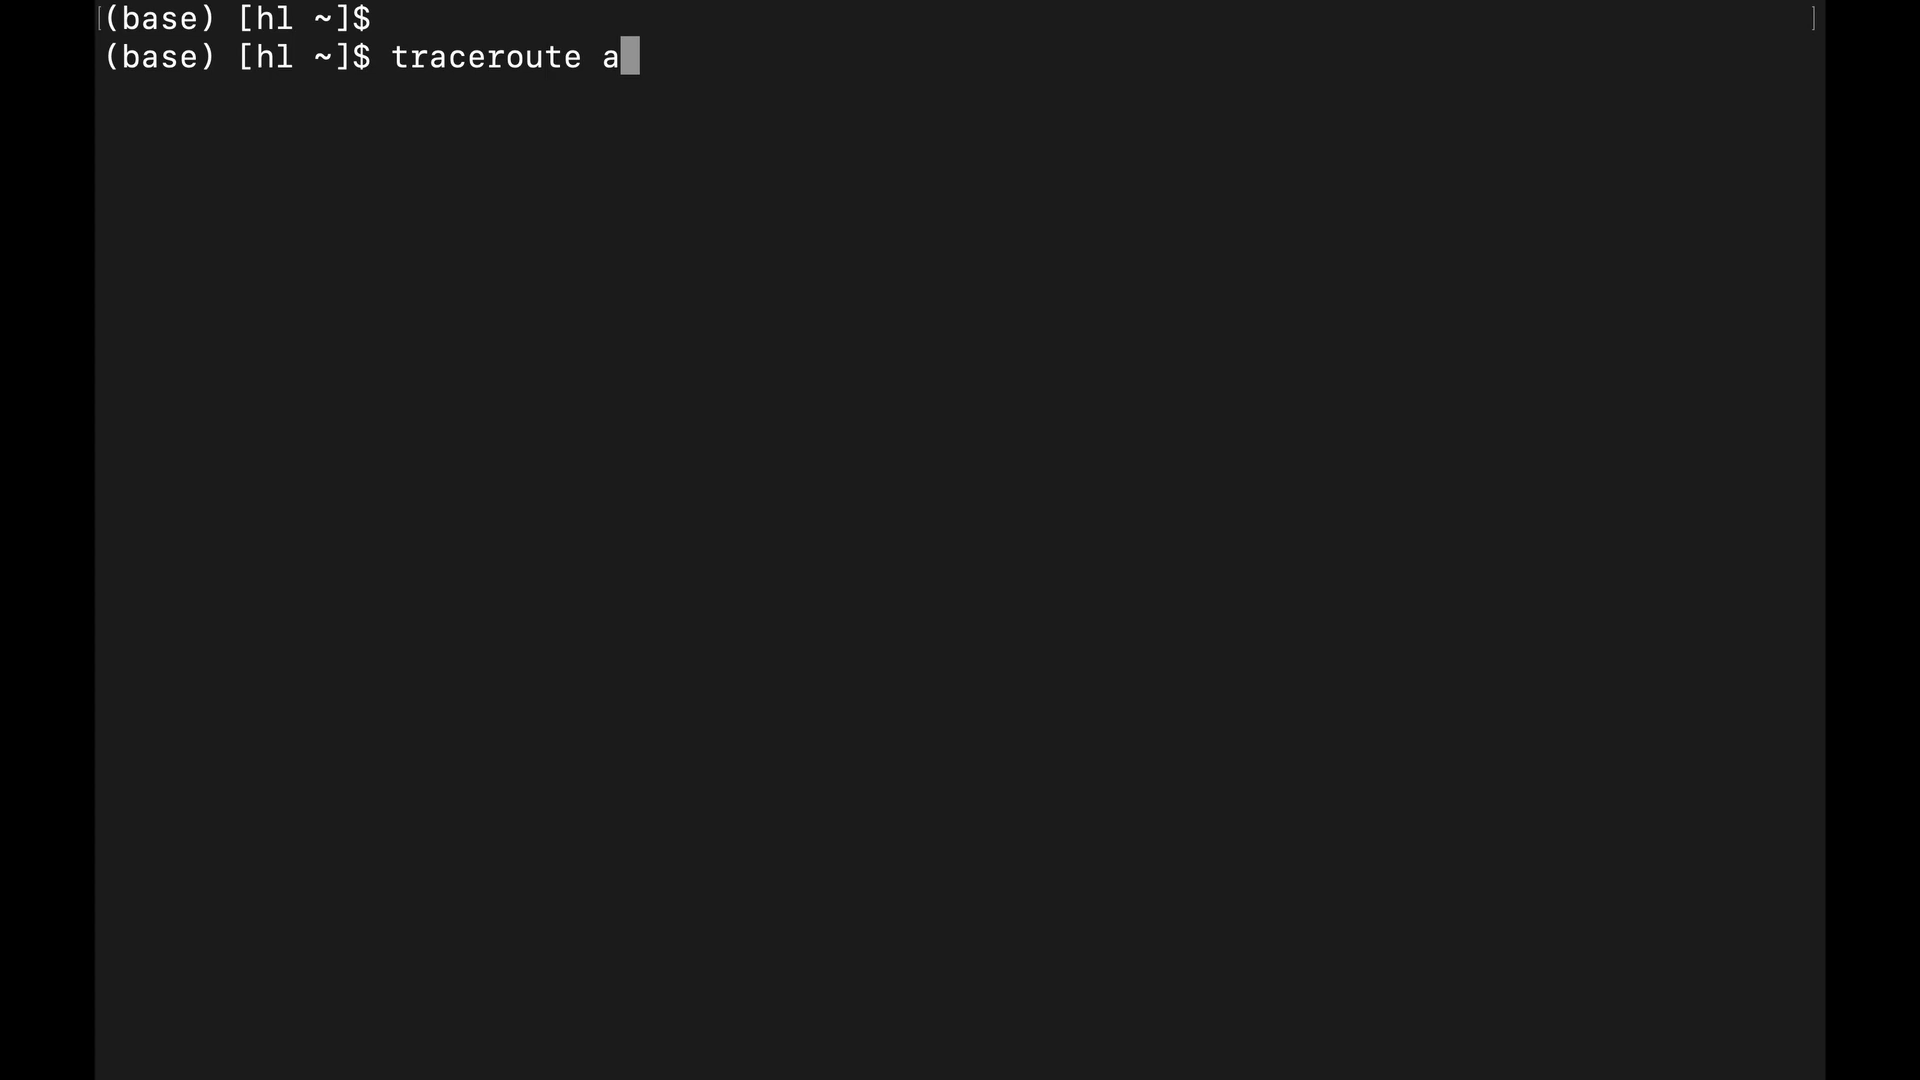 [(base) [hl ~]$ ]
(base) [hl ~]$ traceroute a